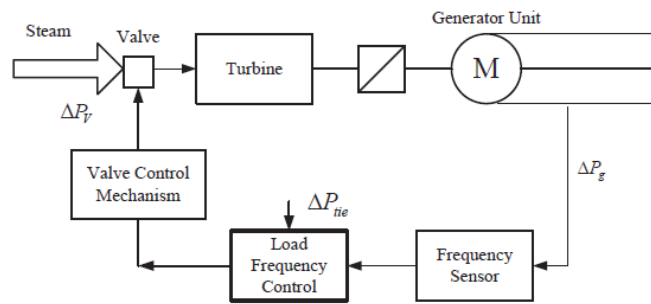 Generator Unit
Steam
Valve
Turbine
M
ΔP_V
ΔP_g
Valve Control
Mechanism
ΔP_tie
Load
Frequency
Control
Frequency
Sensor